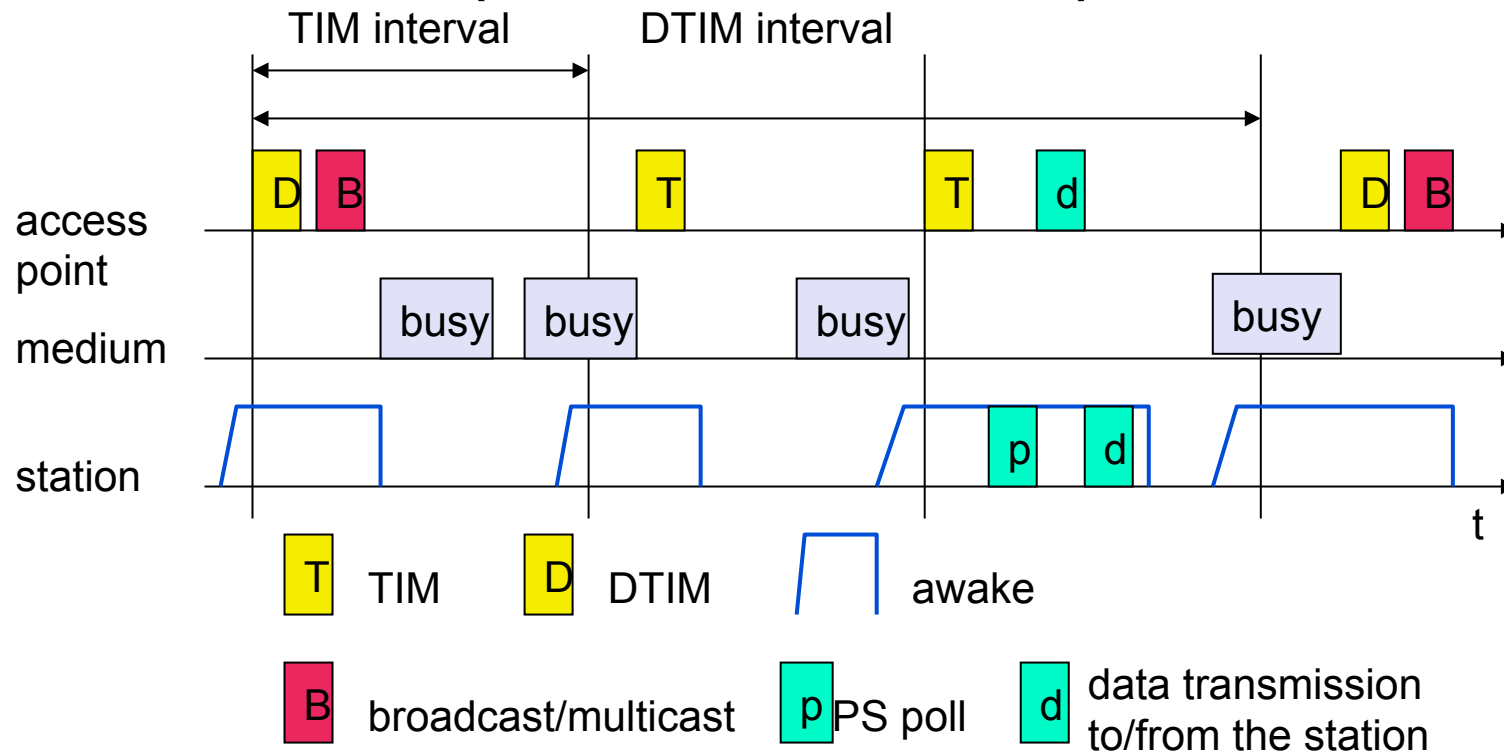 TIM interval DTIM interval
D B T T d D B
access
point
busy busy busy busy
medium
p d
station
t
T TIM D DTIM awake
B broadcast/multicast p PS poll d data transmission
to/from the station